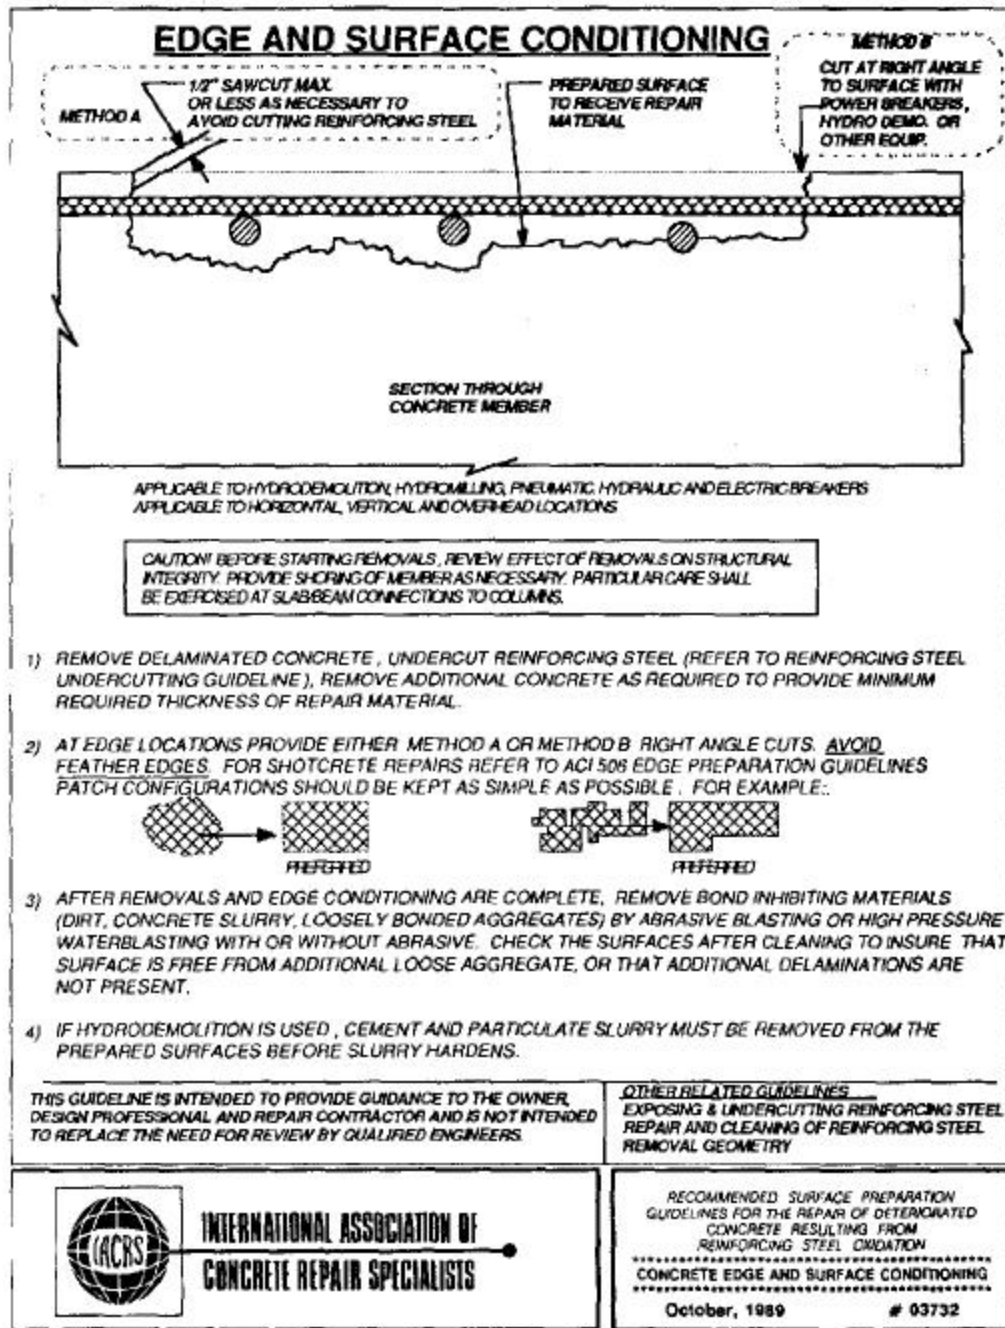 EDGE AND SURFACE CONDITIONING
METHOD A
1/2" SAWCUT MAX.
OR LESS AS NECESSARY TO
AVOID CUTTING REINFORCING STEEL
PREPARED SURFACE
TO RECEIVE REPAIR
MATERIAL
METHOD B
CUT AT RIGHT ANGLE
TO SURFACE WITH
POWER BREAKERS,
HYDRO DEMO. OR
OTHER EQUIP.
SECTION THROUGH
CONCRETE MEMBER
APPLICABLE TO HYDRODEMOLITION, HYDROMILLING, PNEUMATIC, HYDRAULIC AND ELECTRIC BREAKERS
APPLICABLE TO HORIZONTAL, VERTICAL AND OVERHEAD LOCATIONS
CAUTION! BEFORE STARTING REMOVALS, REVIEW EFFECT OF REMOVALS ON STRUCTURAL
INTEGRITY. PROVIDE SHORING OF MEMBER AS NECESSARY. PARTICULAR CARE SHALL
BE EXERCISED AT SLAB/BEAM CONNECTIONS TO COLUMNS.
1) REMOVE DELAMINATED CONCRETE, UNDERCUT REINFORCING STEEL (REFER TO REINFORCING STEEL
UNDERCUTTING GUIDELINE), REMOVE ADDITIONAL CONCRETE AS REQUIRED TO PROVIDE MINIMUM
REQUIRED THICKNESS OF REPAIR MATERIAL.
2) AT EDGE LOCATIONS PROVIDE EITHER METHOD A OR METHOD B RIGHT ANGLE CUTS. AVOID
FEATHER EDGES. FOR SHOTCRETE REPAIRS REFER TO ACI 506 EDGE PREPARATION GUIDELINES
PATCH CONFIGURATIONS SHOULD BE KEPT AS SIMPLE AS POSSIBLE. FOR EXAMPLE:.
PREFERRED
PREFERRED
3) AFTER REMOVALS AND EDGE CONDITIONING ARE COMPLETE, REMOVE BOND INHIBITING MATERIALS
(DIRT, CONCRETE SLURRY, LOOSELY BONDED AGGREGATES) BY ABRASIVE BLASTING OR HIGH PRESSURE
WATERBLASTING WITH OR WITHOUT ABRASIVE. CHECK THE SURFACES AFTER CLEANING TO INSURE THAT
SURFACE IS FREE FROM ADDITIONAL LOOSE AGGREGATE, OR THAT ADDITIONAL DELAMINATIONS ARE
NOT PRESENT.
4) IF HYDRODEMOLITION IS USED, CEMENT AND PARTICULATE SLURRY MUST BE REMOVED FROM THE
PREPARED SURFACES BEFORE SLURRY HARDENS.
THIS GUIDELINE IS INTENDED TO PROVIDE GUIDANCE TO THE OWNER,
DESIGN PROFESSIONAL AND REPAIR CONTRACTOR AND IS NOT INTENDED
TO REPLACE THE NEED FOR REVIEW BY QUALIFIED ENGINEERS.
OTHER RELATED GUIDELINES
EXPOSING & UNDERCUTTING REINFORCING STEEL
REPAIR AND CLEANING OF REINFORCING STEEL
REMOVAL GEOMETRY
IACRS
INTERNATIONAL ASSOCIATION OF
CONCRETE REPAIR SPECIALISTS
RECOMMENDED SURFACE PREPARATION
GUIDELINES FOR THE REPAIR OF DETERIORATED
CONCRETE RESULTING FROM
REINFORCING STEEL OXIDATION
CONCRETE EDGE AND SURFACE CONDITIONING
October, 1989 # 03732